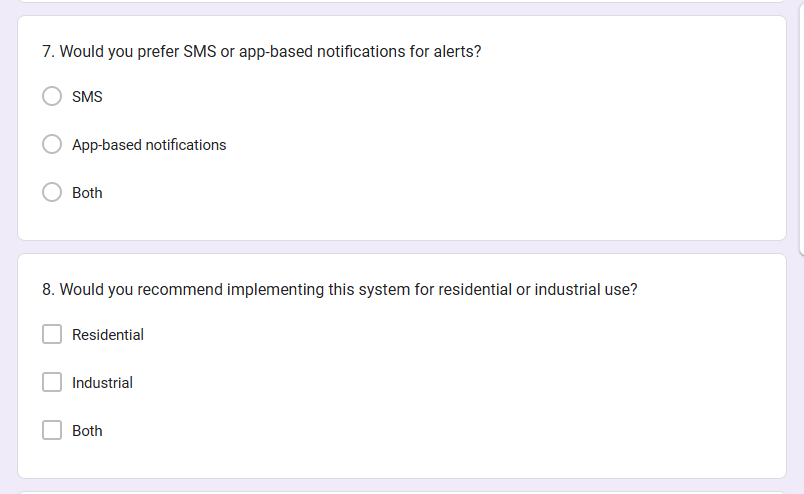 7. Would you prefer SMS or app-based notifications for alerts?
SMS
App-based notifications
Both
8. Would you recommend implementing this system for residential or industrial use?
Residential
Industrial
Both